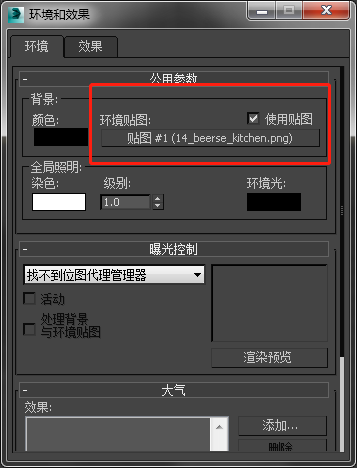 环境和效果
环境 效果
- 公用参数
背景:
颜色: 环境贴图: 使用贴图
贴图 #1 (14_beerse_kitchen.png)
全局照明:
染色: 级别: 环境光:
1.0
- 曝光控制
找不到位图代理管理器
活动
处理背景
与环境贴图
渲染预览
- 大气
效果:
添加...
删除